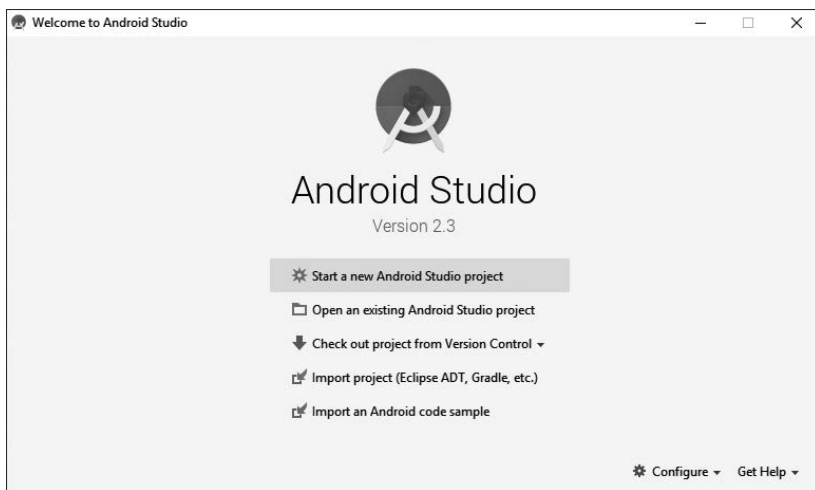 Welcome to Android Studio
Android Studio
Version 2.3
Start a new Android Studio project
Open an existing Android Studio project
Check out project from Version Control
Import project (Eclipse ADT, Gradle, etc.)
Import an Android code sample
Configure Get Help